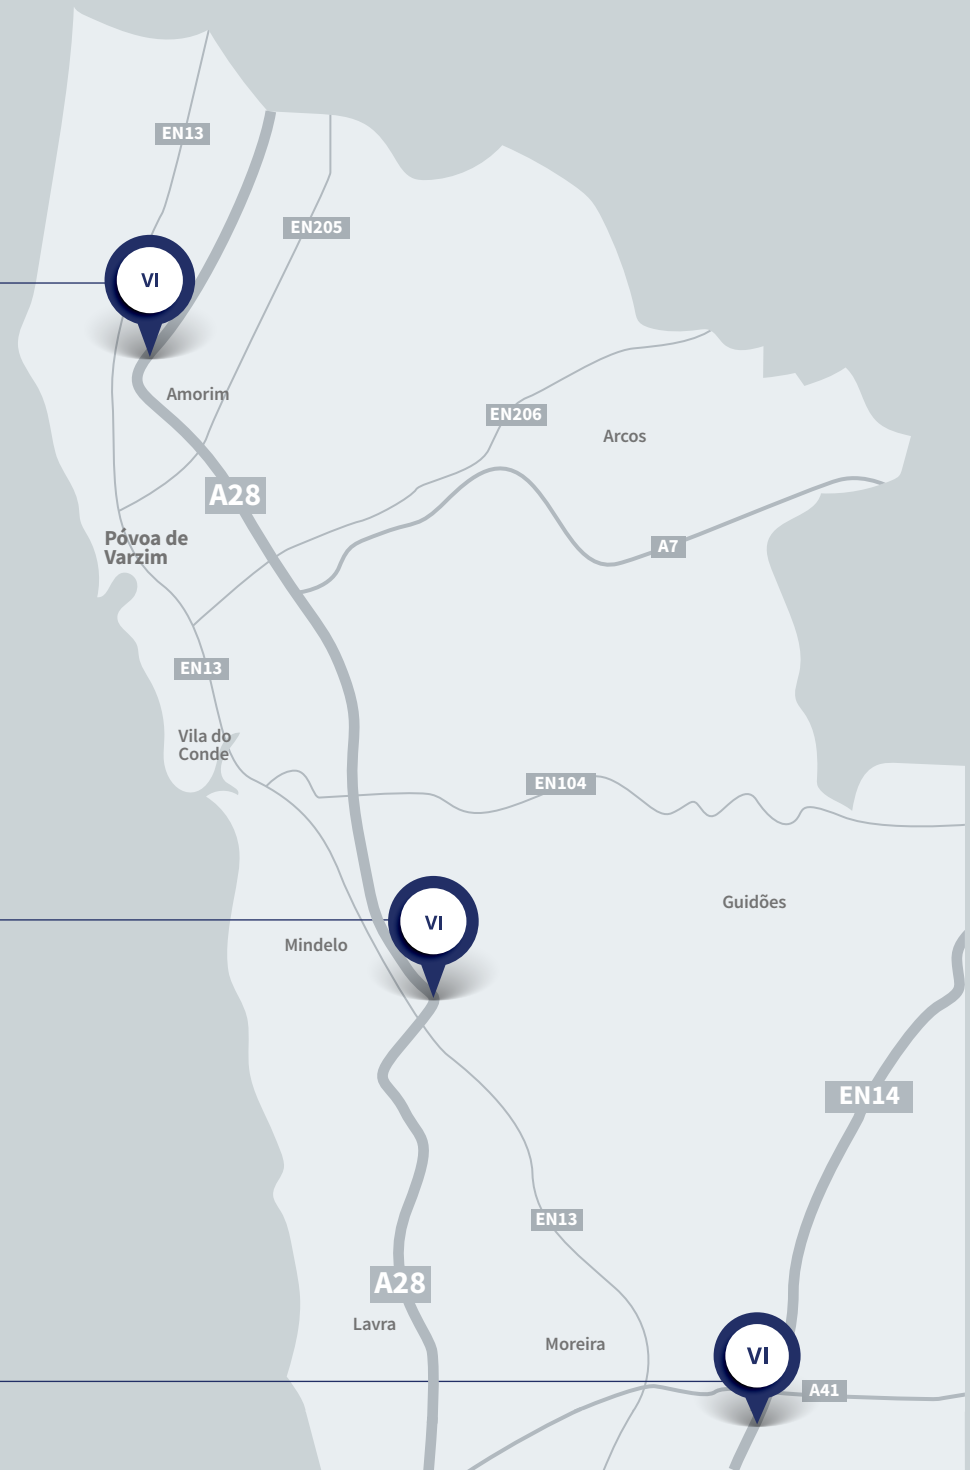 EN13
EN205
VI
Amorim
EN206
Arcos
A28
Póvoa de
Varzim
A7
EN13
Vila do
Conde
EN104
Guidões
VI
Mindelo
EN14
EN13
A28
Lavra
Moreira
VI
A41